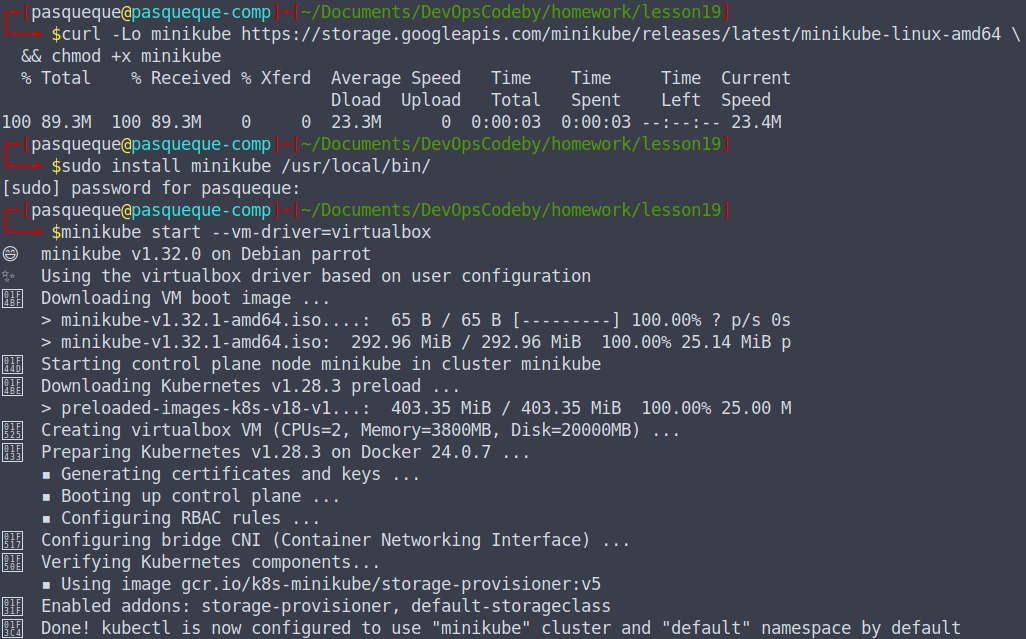 ┌─[pasqueque@pasqueque-comp]─[~/Documents/DevOpsCodeby/homework/lesson19]
└──╼ $curl -Lo minikube https://storage.googleapis.com/minikube/releases/latest/minikube-linux-amd64 \
  && chmod +x minikube
  % Total    % Received % Xferd  Average Speed   Time    Time     Time  Current
                                 Dload  Upload   Total   Spent    Left  Speed
100 89.3M  100 89.3M    0     0  23.3M      0  0:00:03  0:00:03 --:--:-- 23.4M
┌─[pasqueque@pasqueque-comp]─[~/Documents/DevOpsCodeby/homework/lesson19]
└──╼ $sudo install minikube /usr/local/bin/
[sudo] password for pasqueque:
┌─[pasqueque@pasqueque-comp]─[~/Documents/DevOpsCodeby/homework/lesson19]
└──╼ $minikube start --vm-driver=virtualbox
😄  minikube v1.32.0 on Debian parrot
✨  Using the virtualbox driver based on user configuration
💿  Downloading VM boot image ...
    > minikube-v1.32.1-amd64.iso....:  65 B / 65 B [---------] 100.00% ? p/s 0s
    > minikube-v1.32.1-amd64.iso:  292.96 MiB / 292.96 MiB  100.00% 25.14 MiB p
👍  Starting control plane node minikube in cluster minikube
💾  Downloading Kubernetes v1.28.3 preload ...
    > preloaded-images-k8s-v18-v1...:  403.35 MiB / 403.35 MiB  100.00% 25.00 M
🔥  Creating virtualbox VM (CPUs=2, Memory=3800MB, Disk=20000MB) ...
🐳  Preparing Kubernetes v1.28.3 on Docker 24.0.7 ...
    ▪ Generating certificates and keys ...
    ▪ Booting up control plane ...
    ▪ Configuring RBAC rules ...
🔗  Configuring bridge CNI (Container Networking Interface) ...
🔎  Verifying Kubernetes components...
    ▪ Using image gcr.io/k8s-minikube/storage-provisioner:v5
🌟  Enabled addons: storage-provisioner, default-storageclass
🏄  Done! kubectl is now configured to use "minikube" cluster and "default" namespace by default